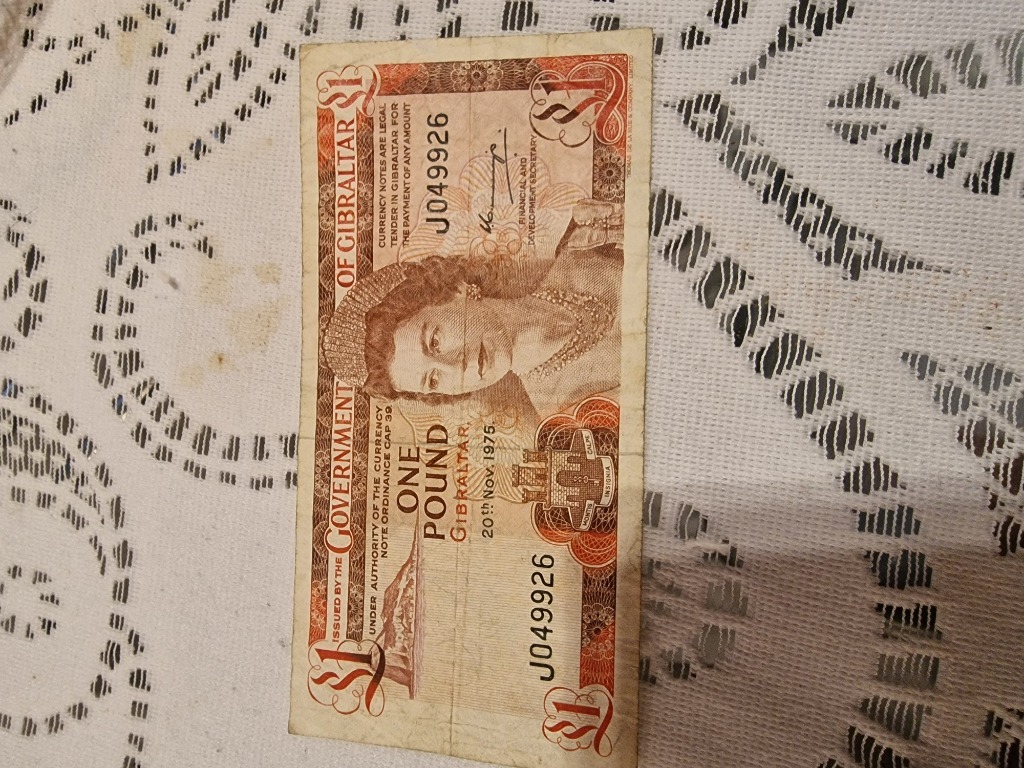 £1
ISSUED BY THE GOVERNMENT OF GIBRALTAR
£1
UNDER AUTHORITY OF THE CURRENCY
NOTE ORDINANCE CAP 39
CURRENCY NOTES ARE LEGAL
TENDER IN GIBRALTAR FOR
THE PAYMENT OF ANY AMOUNT
ONE
POUND
GIBRALTAR,
20th Nov. 1975.
J049926
FINANCIAL AND
DEVELOPMENT SECRETARY
J049926
MONTIS INSIGNIA CALPE
£1
£1